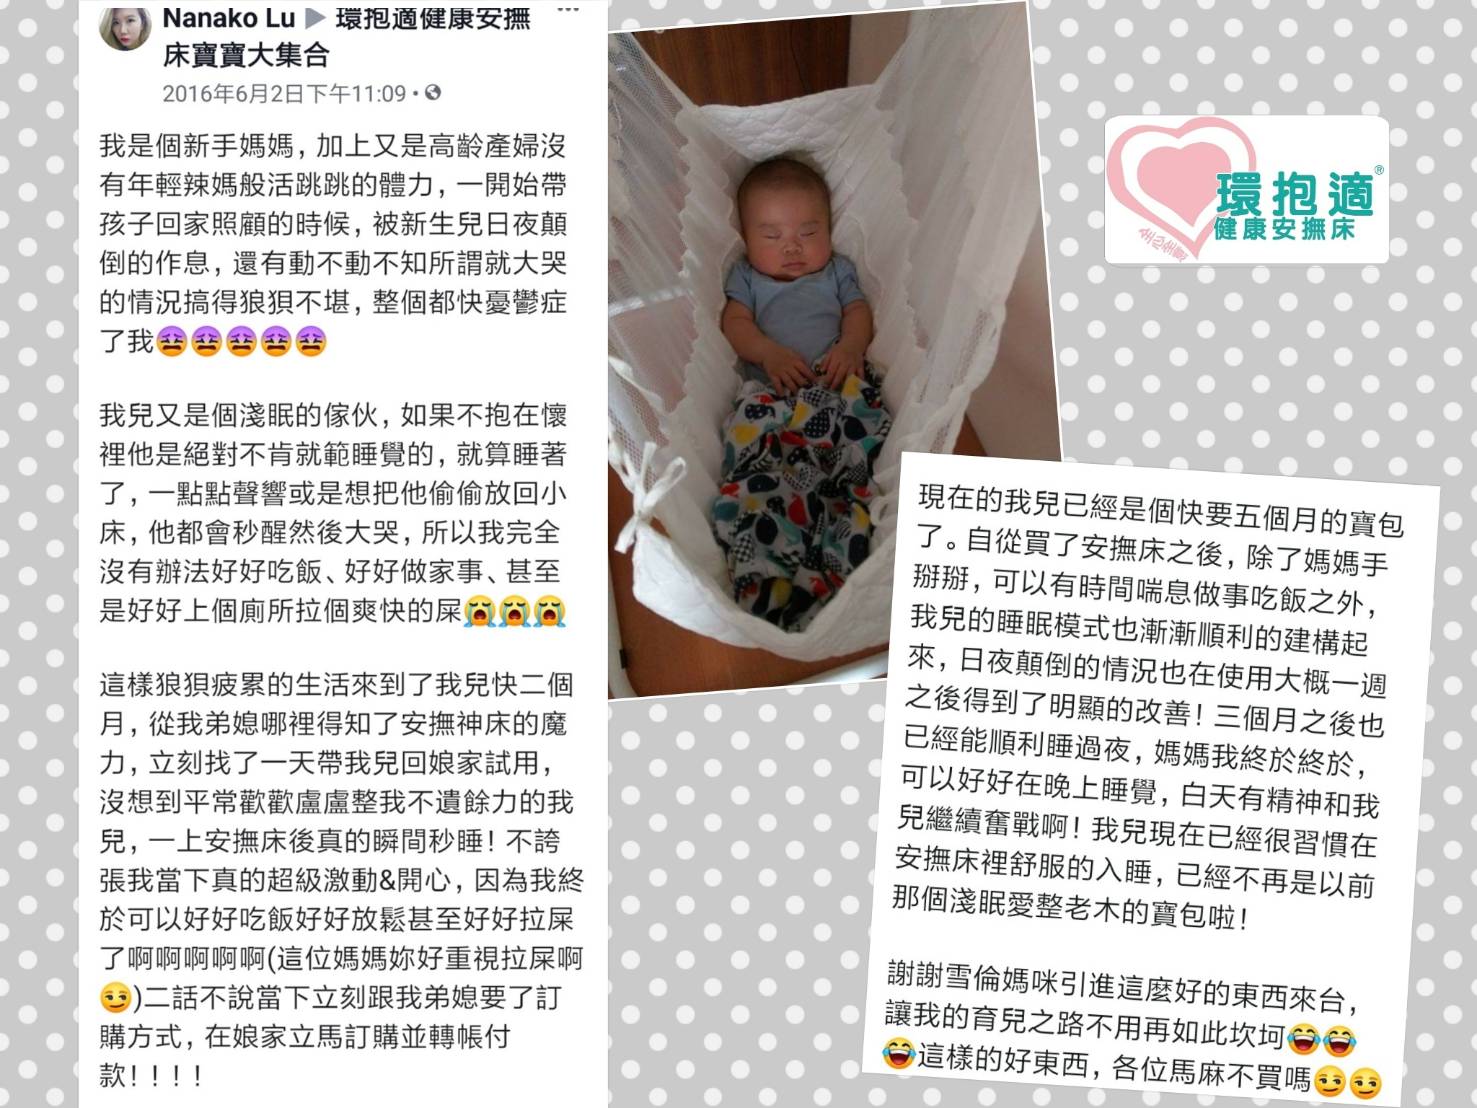 Nanako Lu ▶ 環抱適健康安撫
床寶寶大集合
2016年6月2日下午11:09
我是個新手媽媽，加上又是高齡產婦沒
有年輕辣媽般活跳跳的體力，一開始帶
孩子回家照顧的時候，被新生兒日夜顛
倒的作息，還有動不動不知所謂就大哭
的情況搞得狼狽不堪，整個都快憂鬱症
了我😖😖😖😖😖
我兒又是個淺眠的傢伙，如果不抱在懷
裡他是絕對不肯就範睡覺的，就算睡著
了，一點點聲響或是想把他偷偷放回小
床，他都會秒醒然後大哭，所以我完全
沒有辦法好好吃飯、好好做家事、甚至
是好好上個廁所拉個爽快的屎😭😭😭
這樣狼狽疲累的生活來到了我兒快二個
月，從我弟媳哪裡得知了安撫神床的魔
力，立刻找了一天帶我兒回娘家試用，
沒想到平常歡歡盧盧整我不遺餘力的我
兒，一上安撫床後真的瞬間秒睡！不誇
張我當下真的超級激動&開心，因為我終
於可以好好吃飯好好放鬆甚至好好拉屎
了啊啊啊啊啊(這位媽媽妳好重視拉屎啊
😏)二話不說當下立刻跟我弟媳要了訂
購方式，在娘家立馬訂購並轉帳付
款！！！！
環抱適®
健康安撫床
現在的我兒已經是個快要五個月的寶包
了。自從買了安撫床之後，除了媽媽手
掰掰，可以有時間喘息做事吃飯之外，
我兒的睡眠模式也漸漸順利的建構起
來，日夜顛倒的情況也在使用大概一週
之後得到了明顯的改善！三個月之後也
已經能順利睡過夜，媽媽我終於終於，
可以好好在晚上睡覺，白天有精神和我
兒繼續奮戰啊！我兒現在已經很習慣在
安撫床裡舒服的入睡，已經不再是以前
那個淺眠愛整老木的寶包啦！
謝謝雪倫媽咪引進這麼好的東西來台，
讓我的育兒之路不用再如此坎坷😂😂
😂這樣的好東西，各位馬麻不買嗎😏😏